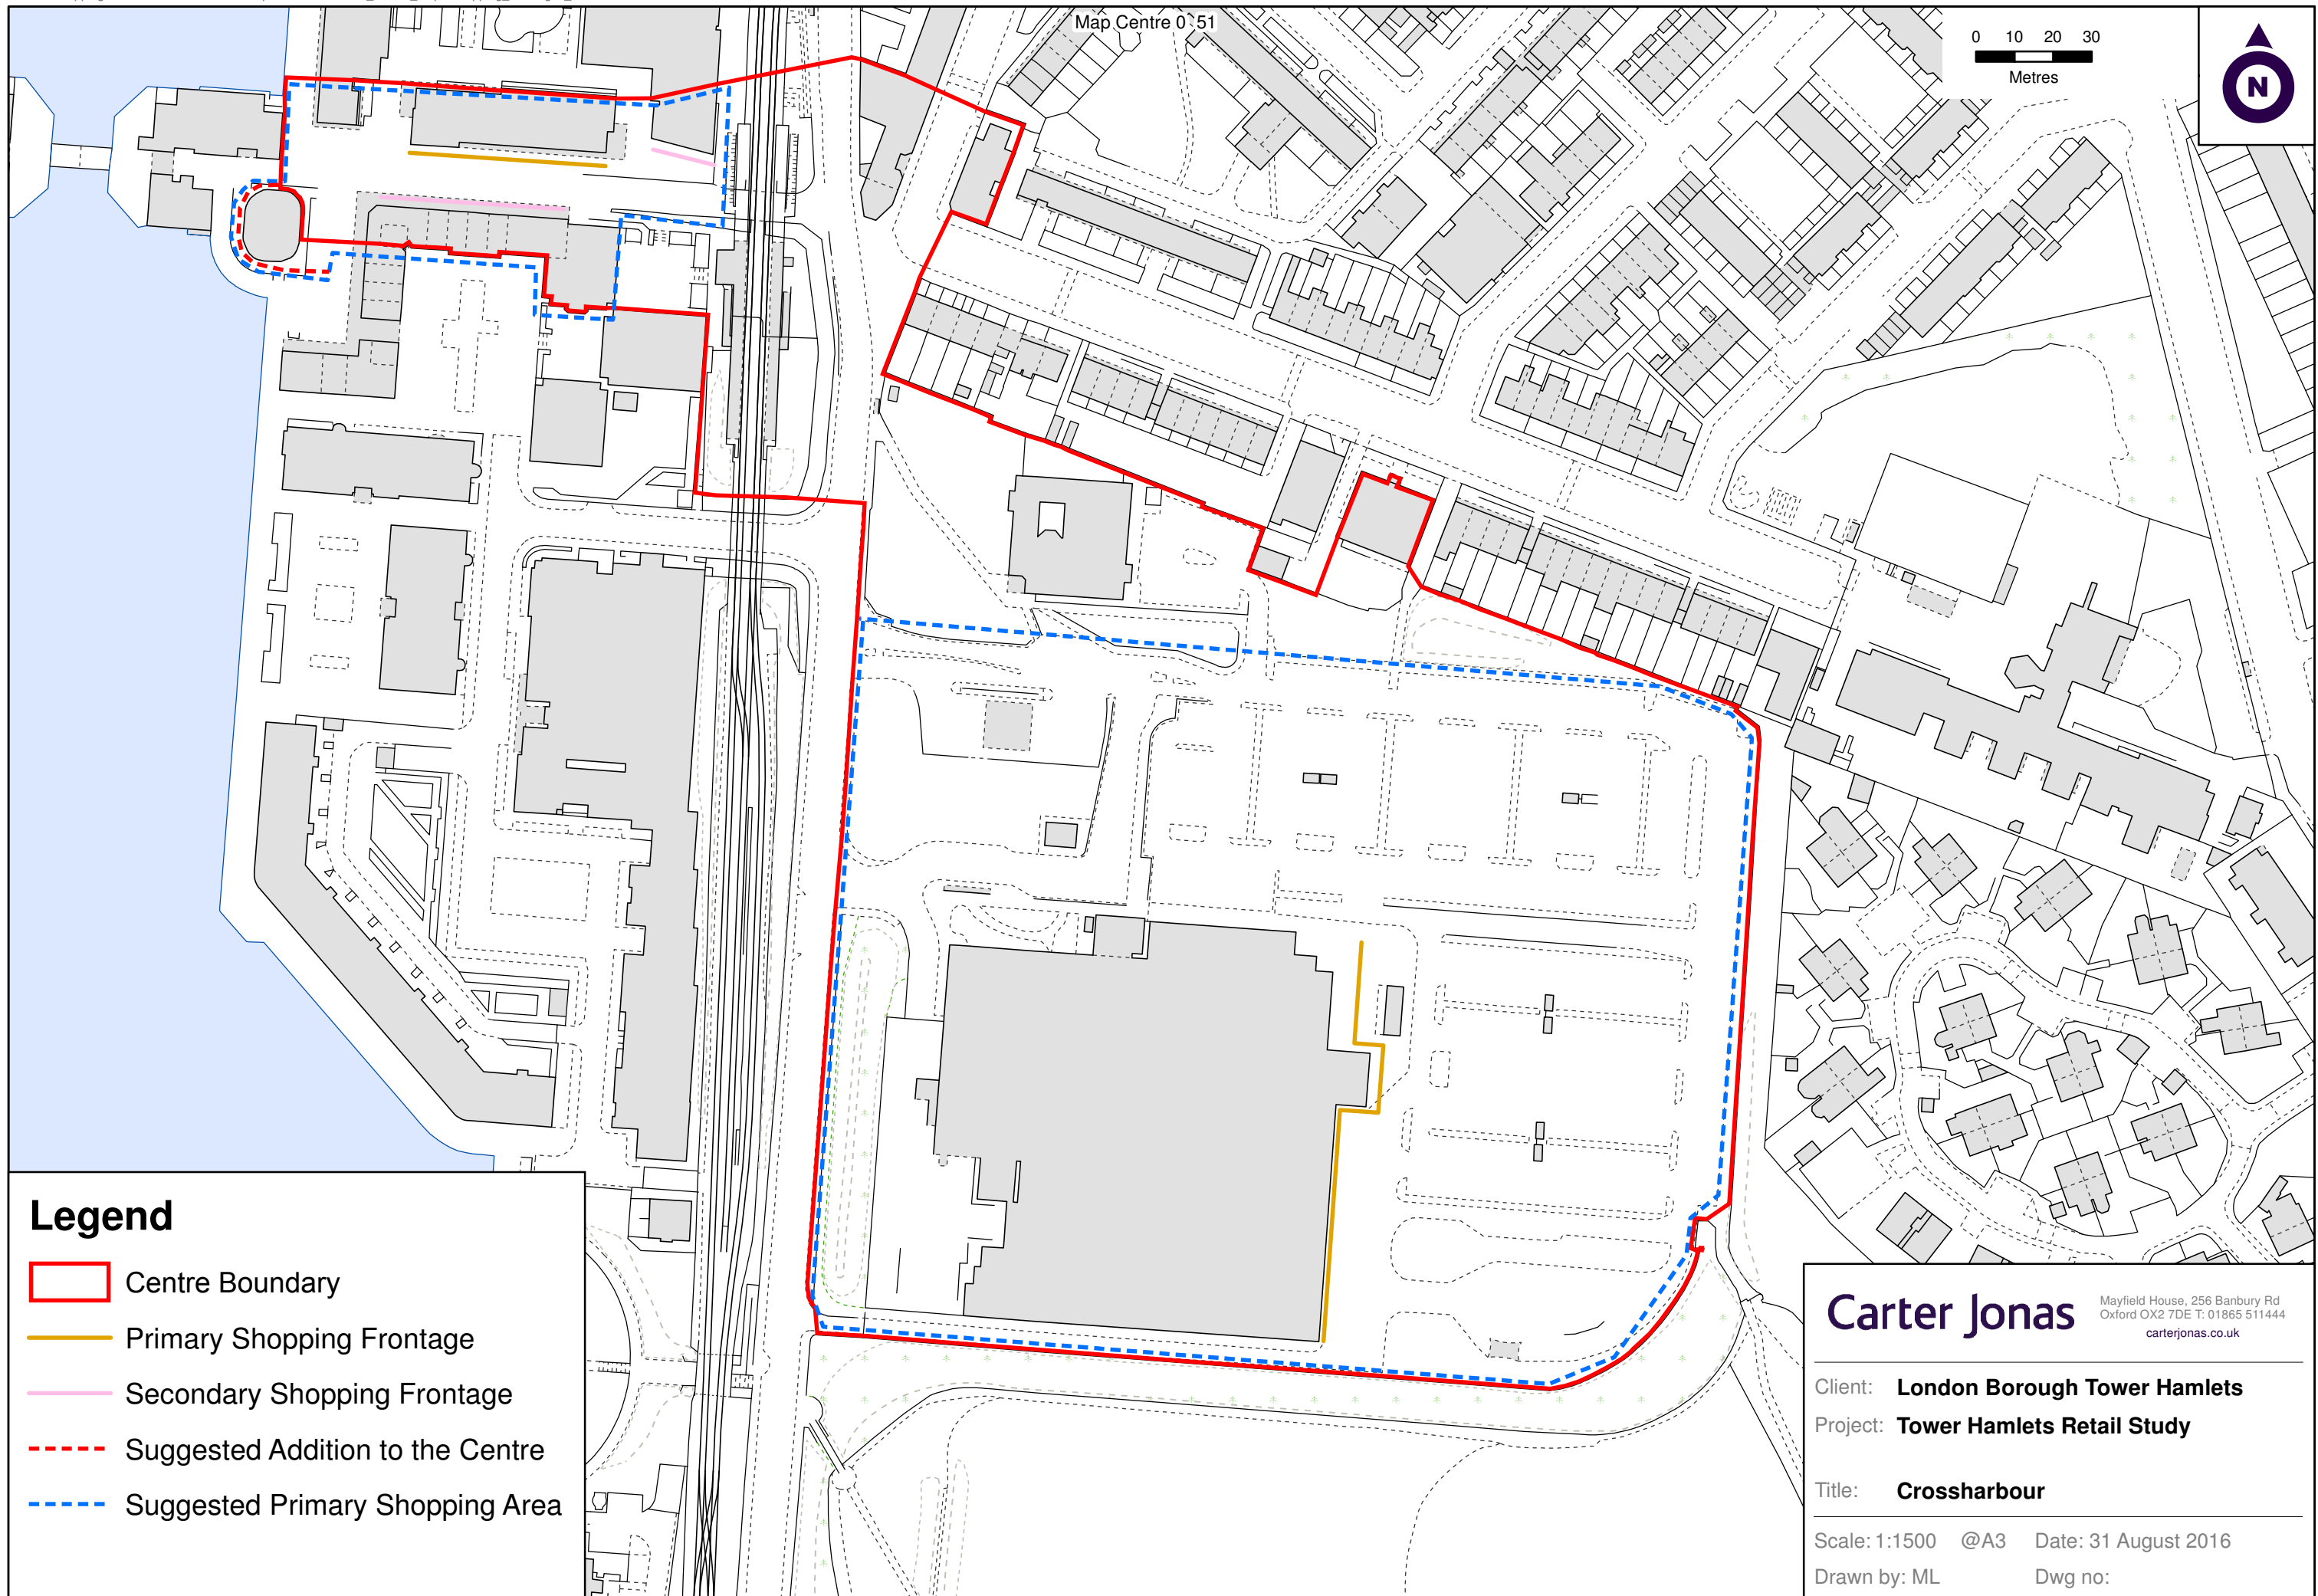 Map Centre 0`51
0 10 20 30
Metres
N
Legend
Centre Boundary
Primary Shopping Frontage
Secondary Shopping Frontage
Suggested Addition to the Centre
Suggested Primary Shopping Area
Carter Jonas
Mayfield House, 256 Banbury Rd
Oxford OX2 7DE T: 01865 511444
carterjonas.co.uk
Client: London Borough Tower Hamlets
Project: Tower Hamlets Retail Study
Title: Crossharbour
Scale: 1:1500 @A3 Date: 31 August 2016
Drawn by: ML Dwg no: